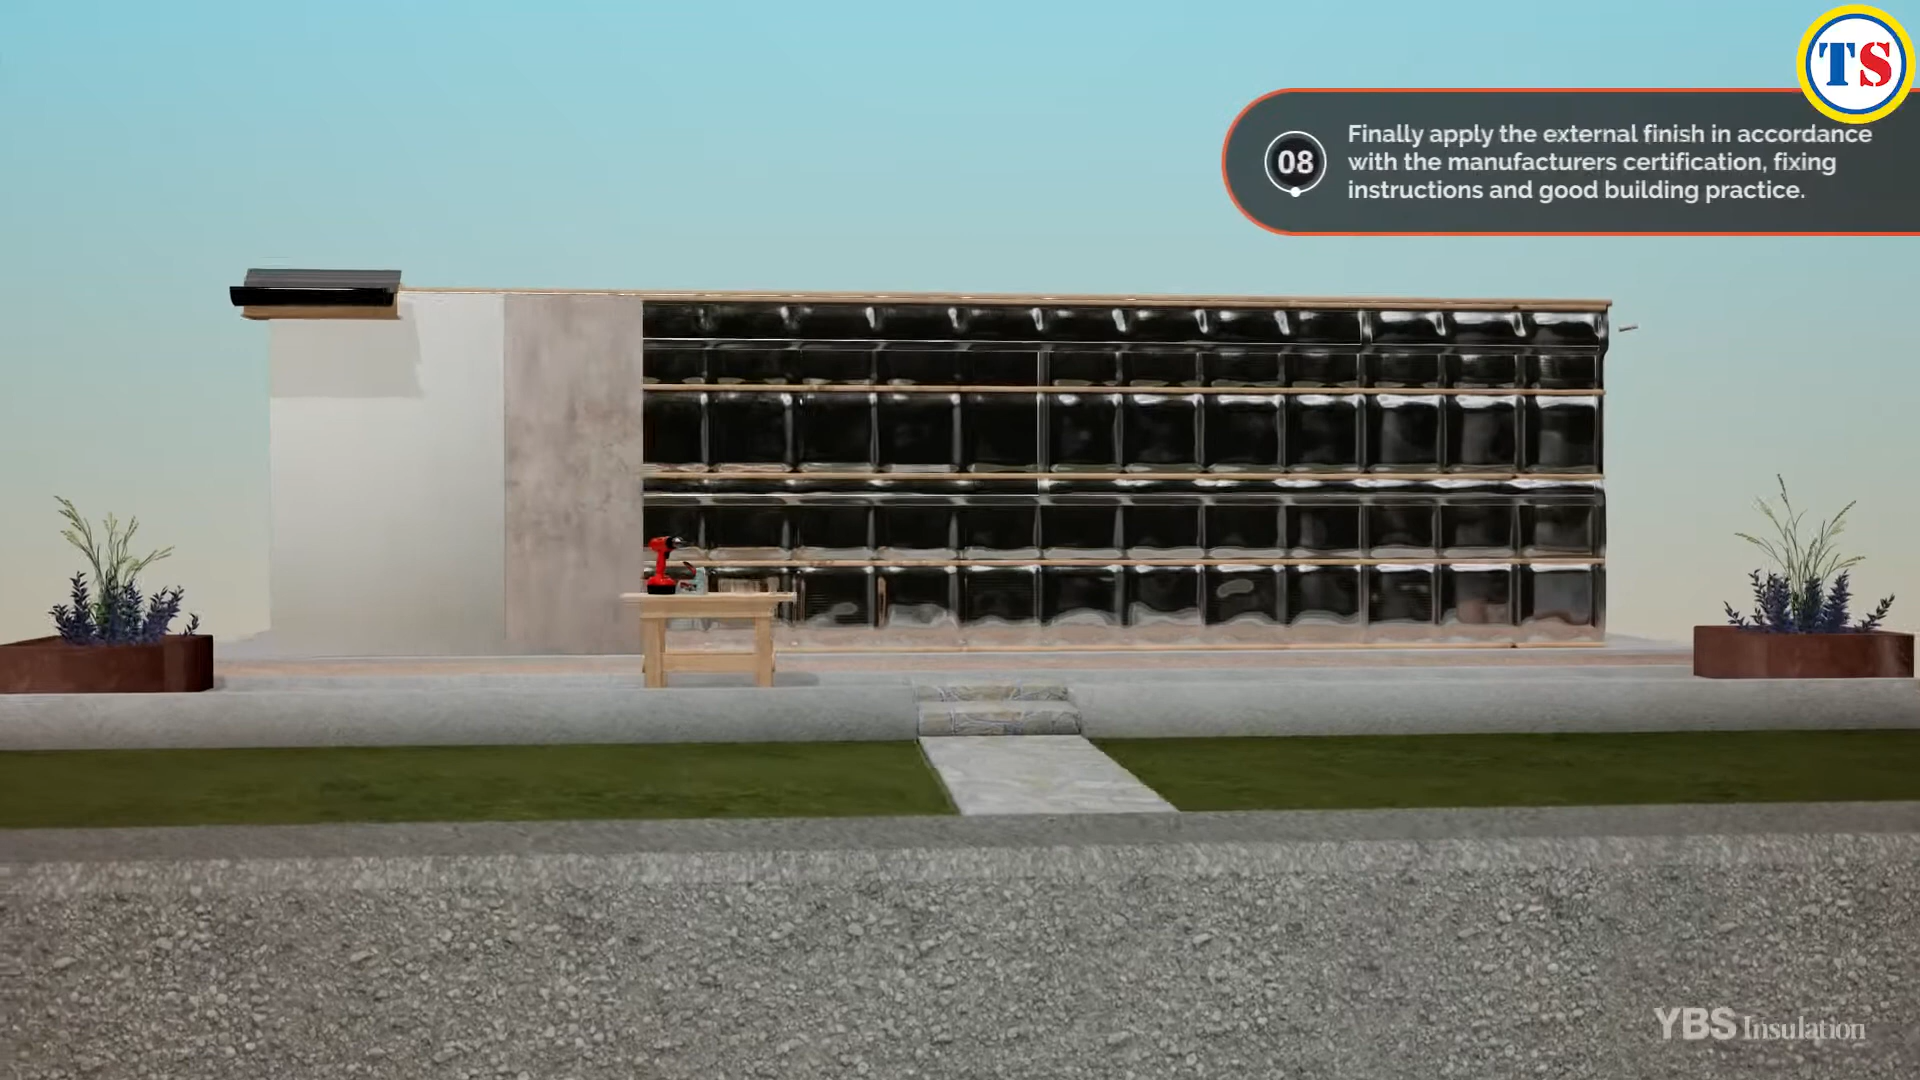 TS
08
Finally apply the external finish in accordance
with the manufacturers certification, fixing
instructions and good building practice.
YBS Insulation